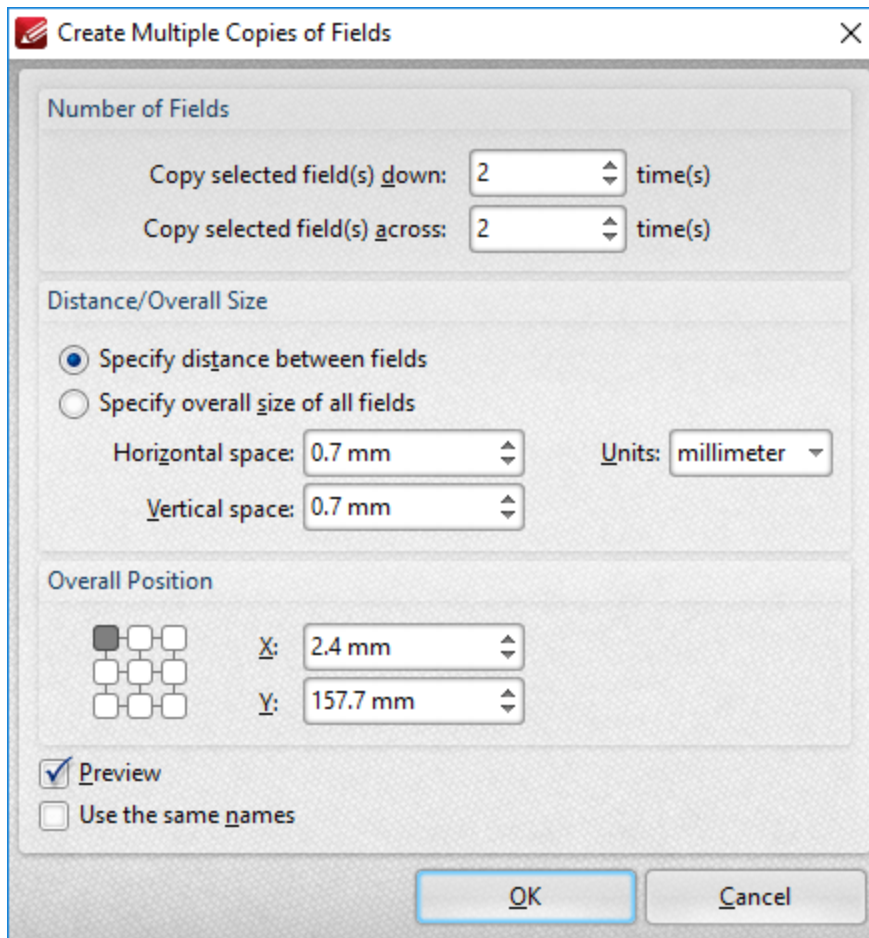 Create Multiple Copies of Fields
Number of Fields
Copy selected field(s) down: 2 time(s)
Copy selected field(s) across: 2 time(s)
Distance/Overall Size
Specify distance between fields
Specify overall size of all fields
Horizontal space: 0.7 mm Units: millimeter
Vertical space: 0.7 mm
Overall Position
X: 2.4 mm
Y: 157.7 mm
Preview
Use the same names
OK Cancel